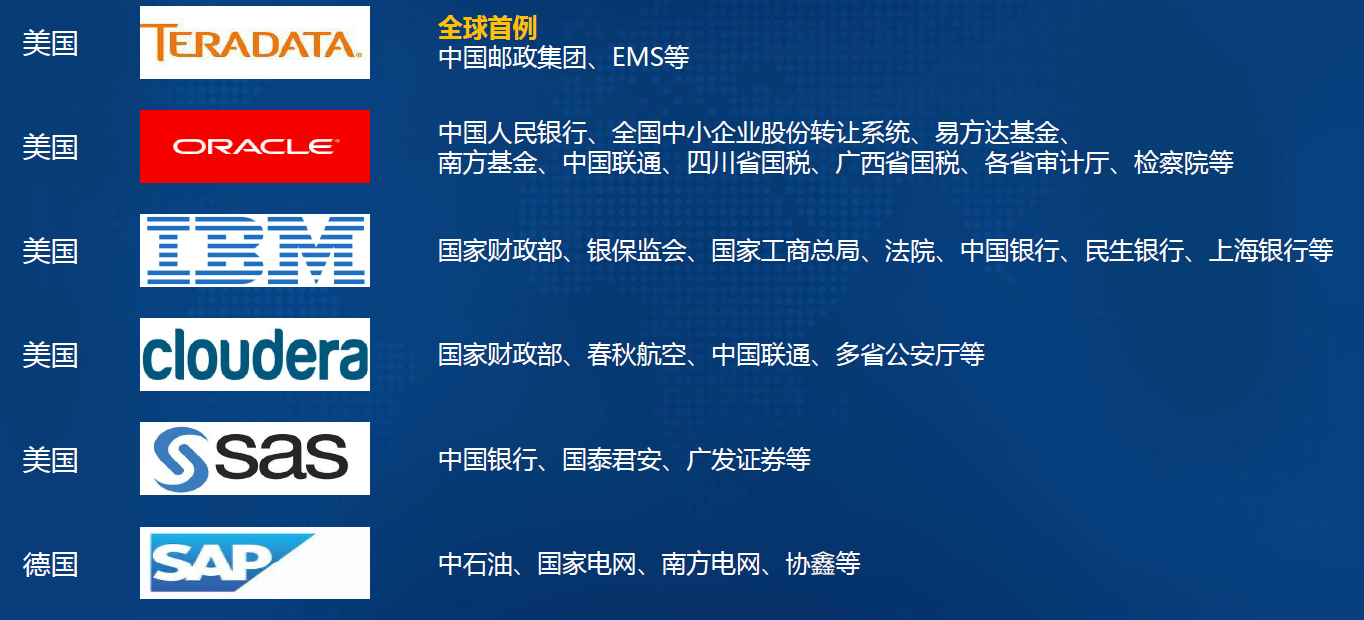 美国
TERADATA®
全球首例
中国邮政集团、EMS等
美国
ORACLE®
中国人民银行、全国中小企业股份转让系统、易方达基金、
南方基金、中国联通、四川省国税、广西省国税、各省审计厅、检察院等
美国
IBM
国家财政部、银保监会、国家工商总局、法院、中国银行、民生银行、上海银行等
美国
cloudera
国家财政部、春秋航空、中国联通、多省公安厅等
美国
sas
中国银行、国泰君安、广发证券等
德国
SAP
中石油、国家电网、南方电网、协鑫等